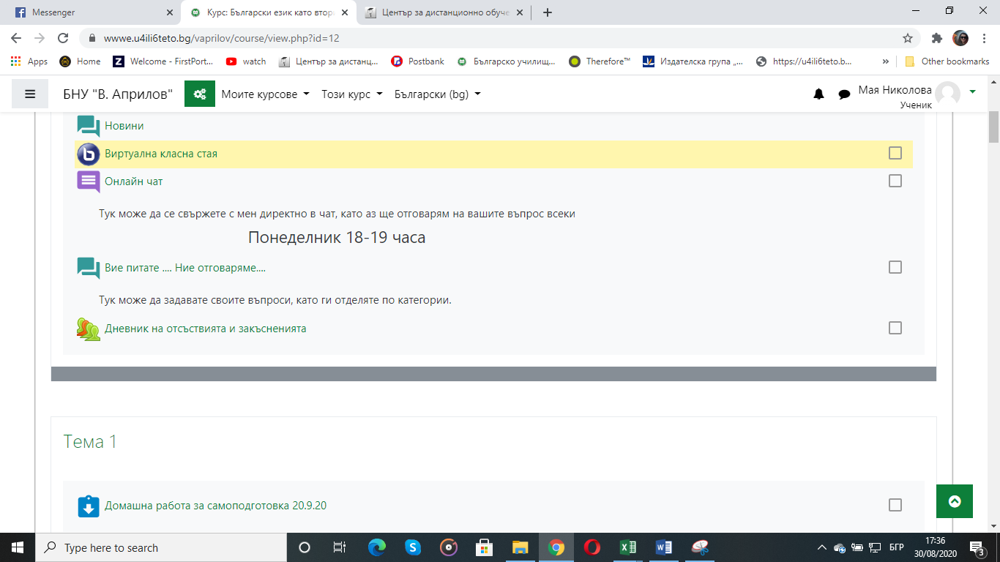 Messenger
Курс: Български език като втори
Център за дистанционно обуче
wwwe.u4ili6teto.bg/vaprilov/course/view.php?id=12
Apps
Home
Welcome - FirstPort...
watch
Център за дистанц...
Postbank
Българско училищ...
Therefore™
Издателска група „...
https://u4ili6teto.b...
»
Other bookmarks
БНУ "В. Априлов"
Моите курсове
Този курс
Български (bg)
Мая Николова
Ученик
Новини
Виртуална класна стая
Онлайн чат
Тук може да се свържете с мен директно в чат, като аз ще отговарям на вашите въпрос всеки
Понеделник 18-19 часа
Вие питате .... Ние отговаряме....
Тук може да задавате своите въпроси, като ги отделяте по категории.
Дневник на отсъствията и закъсненията
Тема 1
Домашна работа за самоподготовка 20.9.20
Type here to search
БГР
17:36
30/08/2020
3